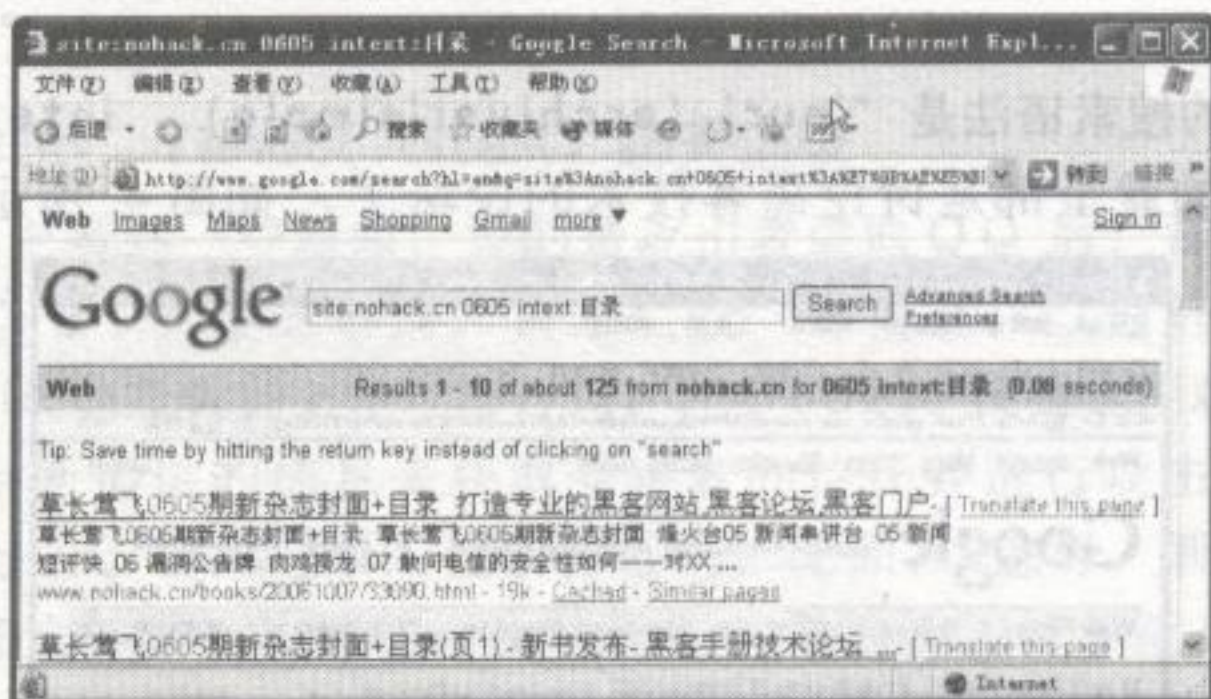 site:nohack.cn 0605 intext:目录 - Google Search - Microsoft Internet Expl...
文件(F) 编辑(E) 查看(V) 收藏(A) 工具(T) 帮助(H)
后退 搜索 收藏夹 媒体
地址(D) http://www.google.com/search?hl=en&q=site%3Anohack.cn+0605+intext%3A%E7%9B%AE%E5%BD 转到 链接 »
Web Images Maps News Shopping Gmail more ▼ Sign in
Google site:nohack.cn 0605 intext:目录 Search Advanced Search
Preferences
Web Results 1 - 10 of about 125 from nohack.cn for 0605 intext:目录. (0.08 seconds)
Tip: Save time by hitting the return key instead of clicking on "search"
草长莺飞0605期新杂志封面+目录 打造专业的黑客网站,黑客论坛,黑客门户- [ Translate this page ]
草长莺飞0605期新杂志封面+目录. 草长莺飞0605期新杂志封面 烽火台05 新闻串讲台 05 新闻
短评快 06 漏洞公告牌 肉鸡操龙 07 敢问电信的安全性如何——对XX ...
www.nohack.cn/books/20061007/33090.html - 19k - Cached - Similar pages
草长莺飞0605期新杂志封面+目录(页1) - 新书发布- 黑客手册技术论坛 ...- [ Translate this page ]
Internet